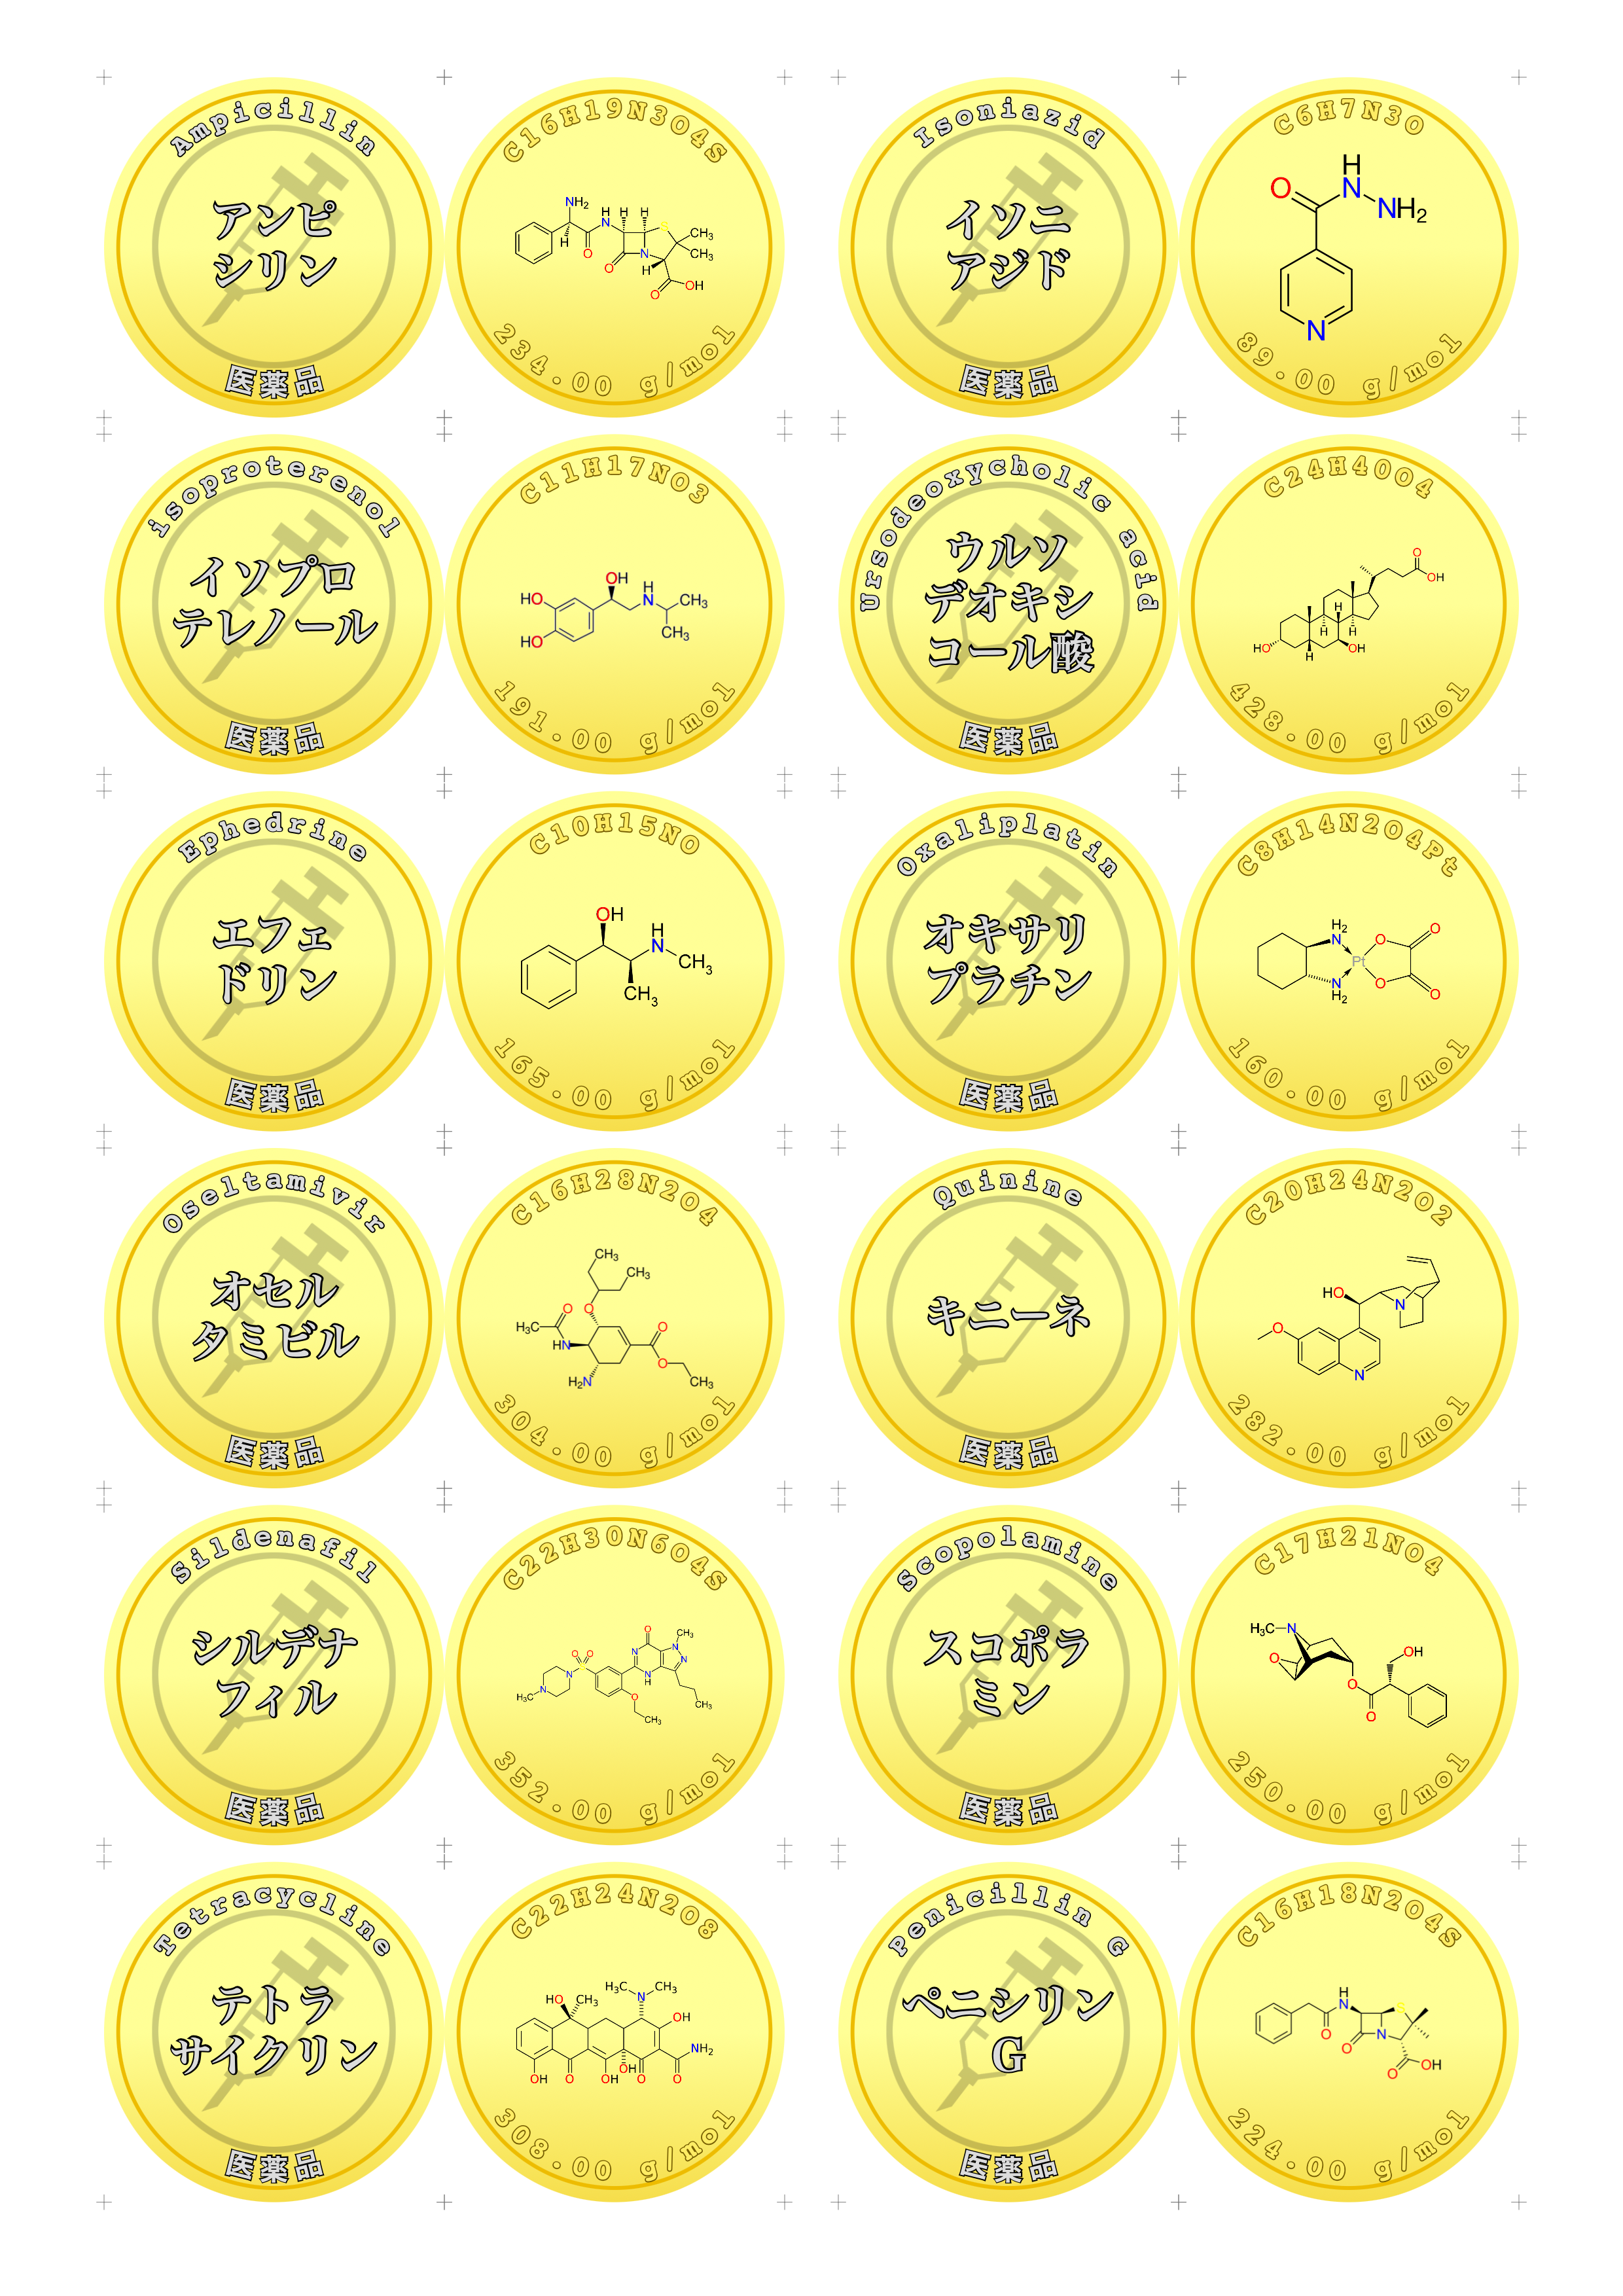 Ampicillin
アンピ
シリン
医薬品
C16H19N3O4S
NH2
H
N
H
H
S
CH3
CH3
H
O
N
O
H
OH
O
234.00 g/mol
Isoniazid
イソニ
アジド
医薬品
C6H7N3O
H
O
N
NH2
N
89.00 g/mol
isoproterenol
イソプロ
テレノール
医薬品
C11H17NO3
OH
H
HO
N
CH3
CH3
HO
191.00 g/mol
Ursodeoxycholic acid
ウルソ
デオキシ
コール酸
医薬品
C24H40O4
O
OH
H
H
H
HO
OH
H
428.00 g/mol
Ephedrine
エフェ
ドリン
医薬品
C10H15NO
OH
H
N
CH3
CH3
165.00 g/mol
Oxaliplatin
オキサリ
プラチン
医薬品
C8H14N2O4Pt
H2
N
O
O
Pt
N
H2
O
O
160.00 g/mol
Oseltamivir
オセル
タミビル
医薬品
C16H28N2O4
CH3
CH3
O
O
H3C
O
HN
O
H2N
CH3
304.00 g/mol
Quinine
キニーネ
医薬品
C20H24N2O2
HO
N
O
N
282.00 g/mol
Sildenafil
シルデナ
フィル
医薬品
C22H30N6O4S
O
CH3
N
N
O O
S
N
N
N
N
H
H3C
O
CH3
CH3
352.00 g/mol
Scopolamine
スコポラ
ミン
医薬品
C17H21NO4
H3C
N
OH
O
O
O
250.00 g/mol
Tetracycline
テトラ
サイクリン
医薬品
C22H24N2O8
H3C
N
CH3
HO
CH3
OH
NH2
OH
OH
O
OH
O
O
308.00 g/mol
Penicillin G
ペニシリン
G
医薬品
C16H18N2O4S
H
N
S
O
N
O
OH
O
224.00 g/mol